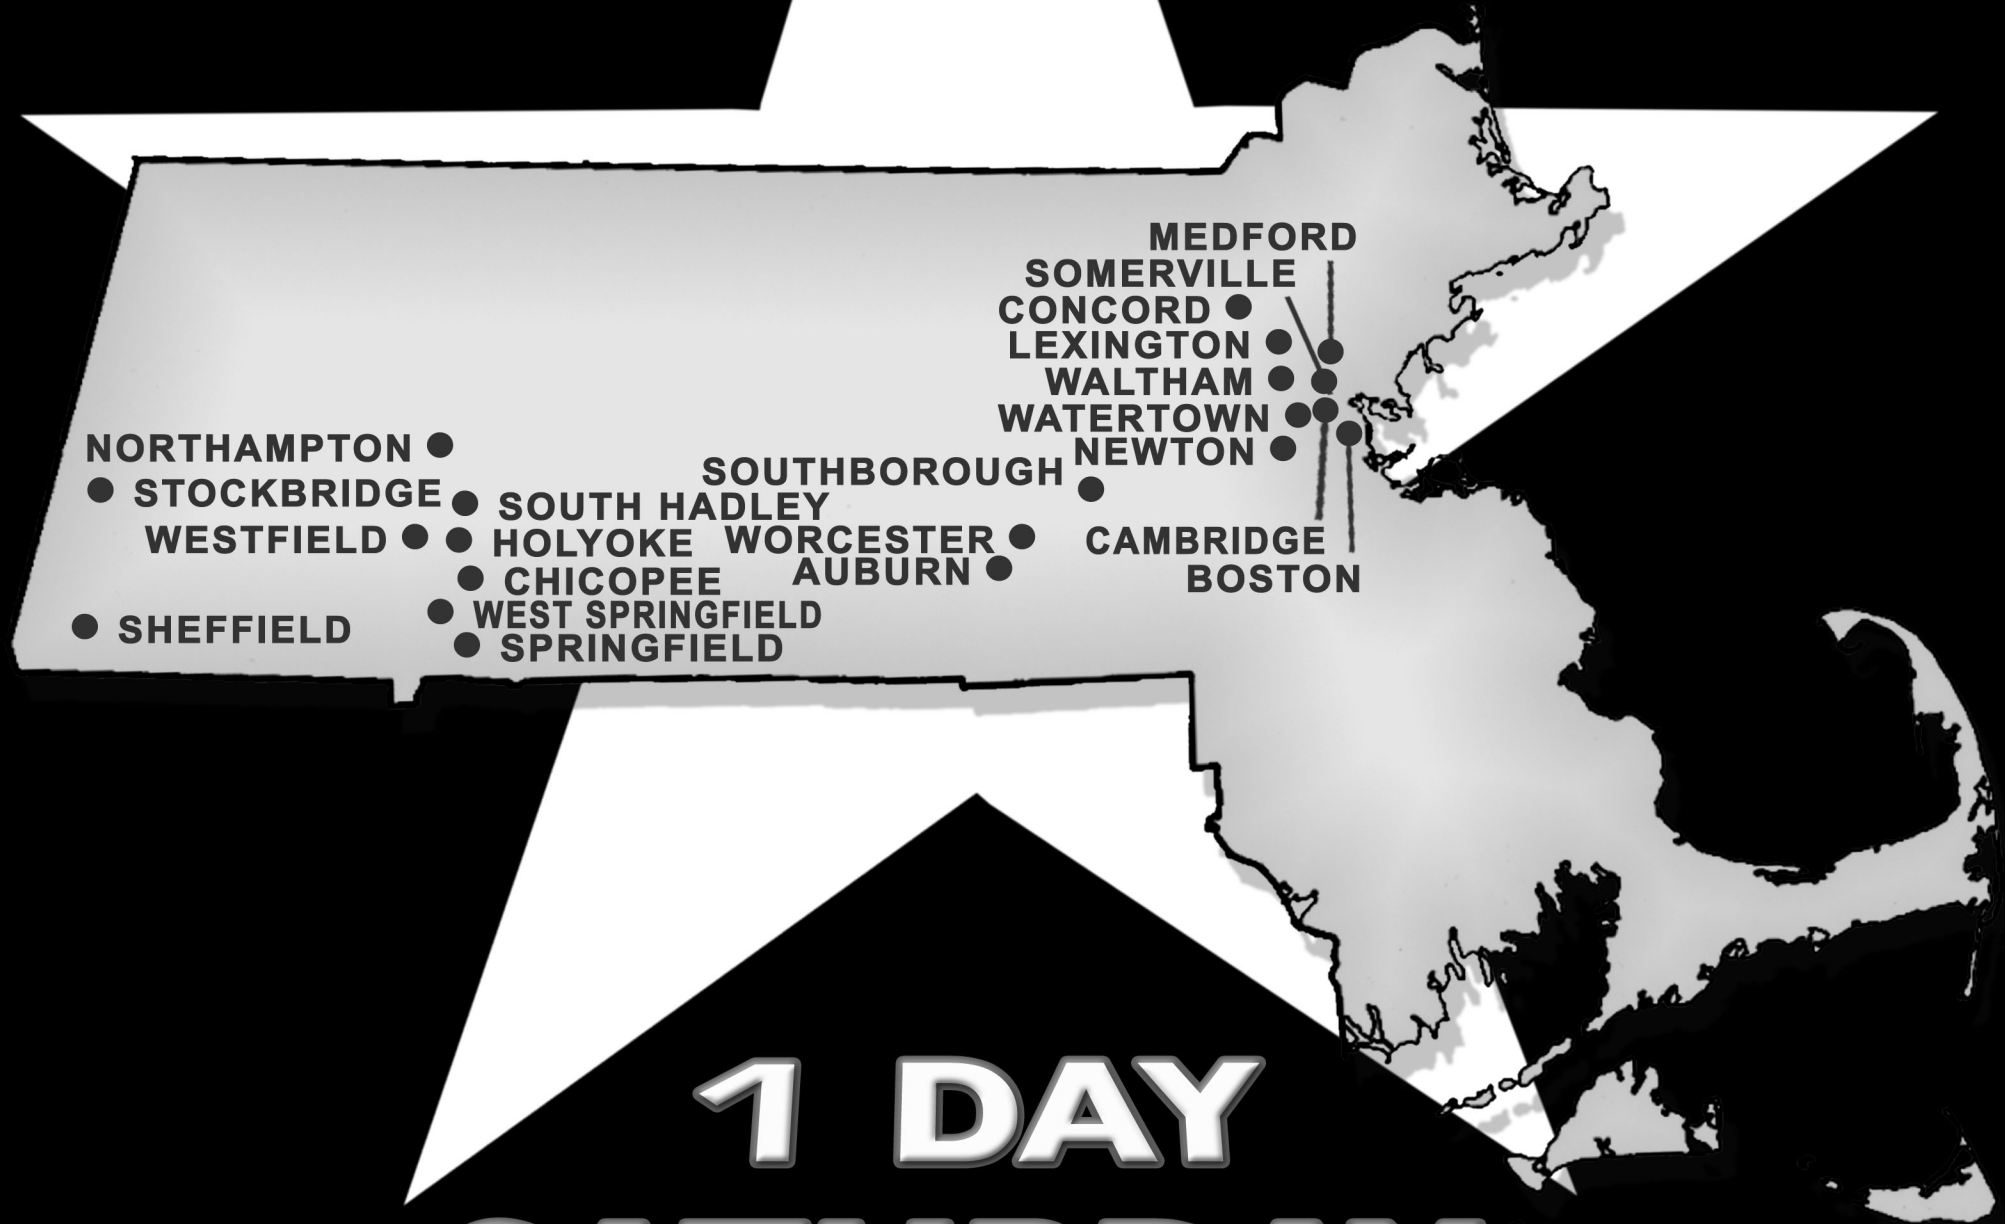 MEDFORD
SOMERVILLE
CONCORD
LEXINGTON
WALTHAM
WATERTOWN
NEWTON
NORTHAMPTON
SOUTHBOROUGH
STOCKBRIDGE
SOUTH HADLEY
WESTFIELD
HOLYOKE
WORCESTER
CAMBRIDGE
AUBURN
BOSTON
CHICOPEE
WEST SPRINGFIELD
SHEFFIELD
SPRINGFIELD
1 DAY